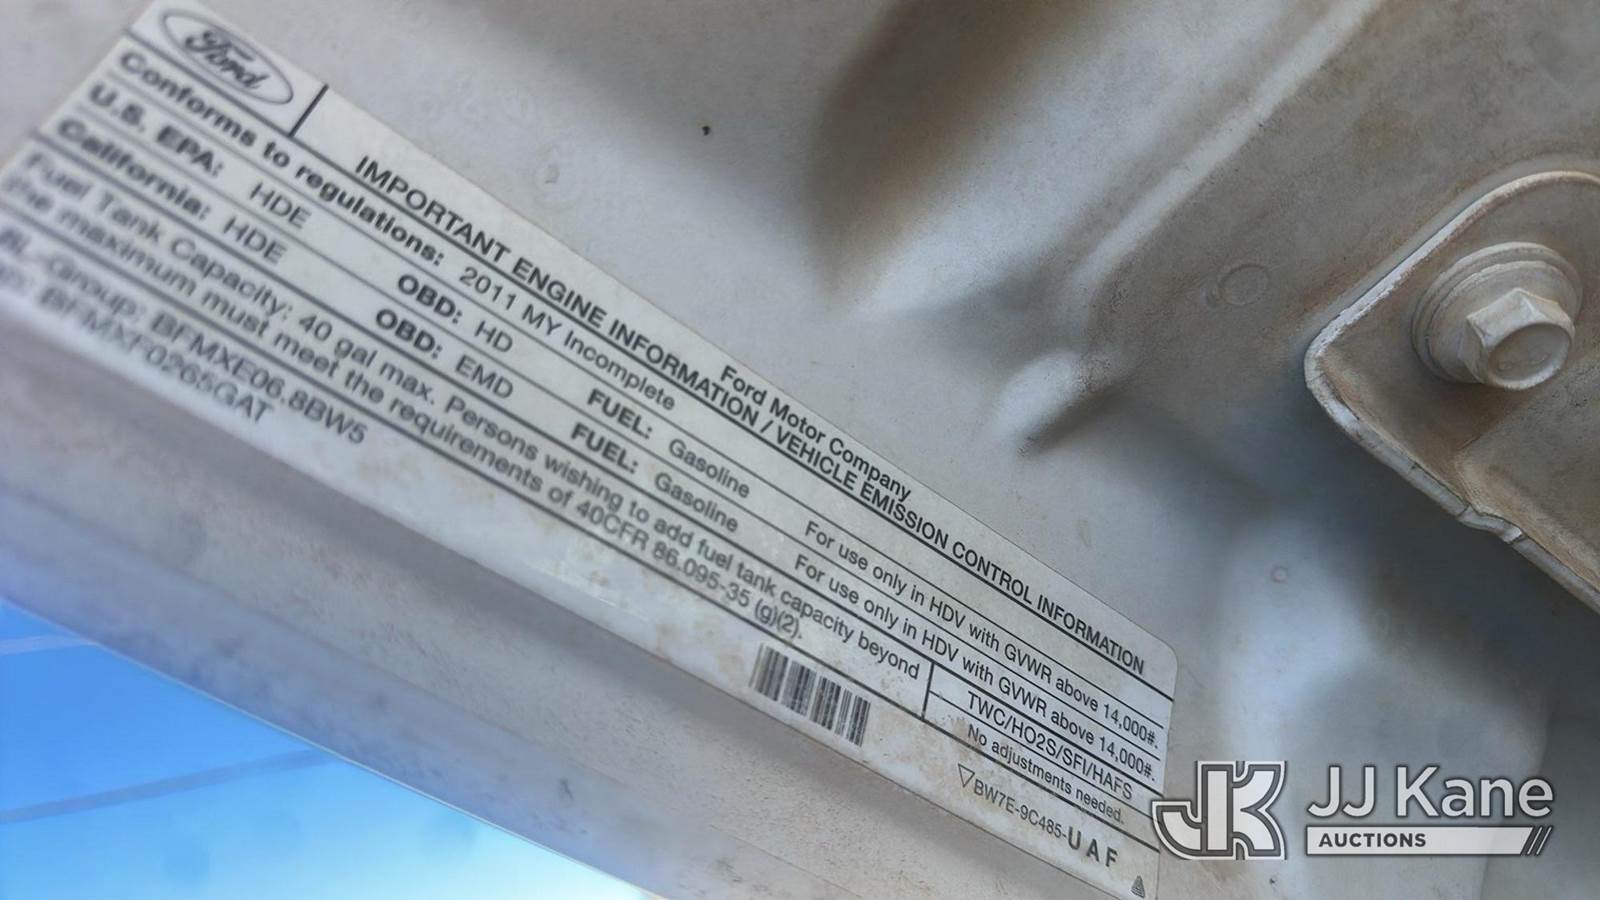 Ford
Ford Motor Company
IMPORTANT ENGINE INFORMATION / VEHICLE EMISSION CONTROL INFORMATION
Conforms to regulations: 2011 MY Incomplete
U.S. EPA: HDE OBD: HD FUEL: Gasoline For use only in HDV with GVWR above 14,000#.
California: HDE OBD: EMD FUEL: Gasoline For use only in HDV with GVWR above 14,000#.
Fuel Tank Capacity: 40 gal max. Persons wishing to add fuel tank capacity beyond
the maximum must meet the requirements of 40CFR 86.095-35 (g)(2).
TWC/HO2S/SFI/HAFS
No adjustments needed.
-Group: BFMXE06.8BW5
BFMXF0265GAT
BW7E-9C485-UAF
JK JJ Kane
AUCTIONS